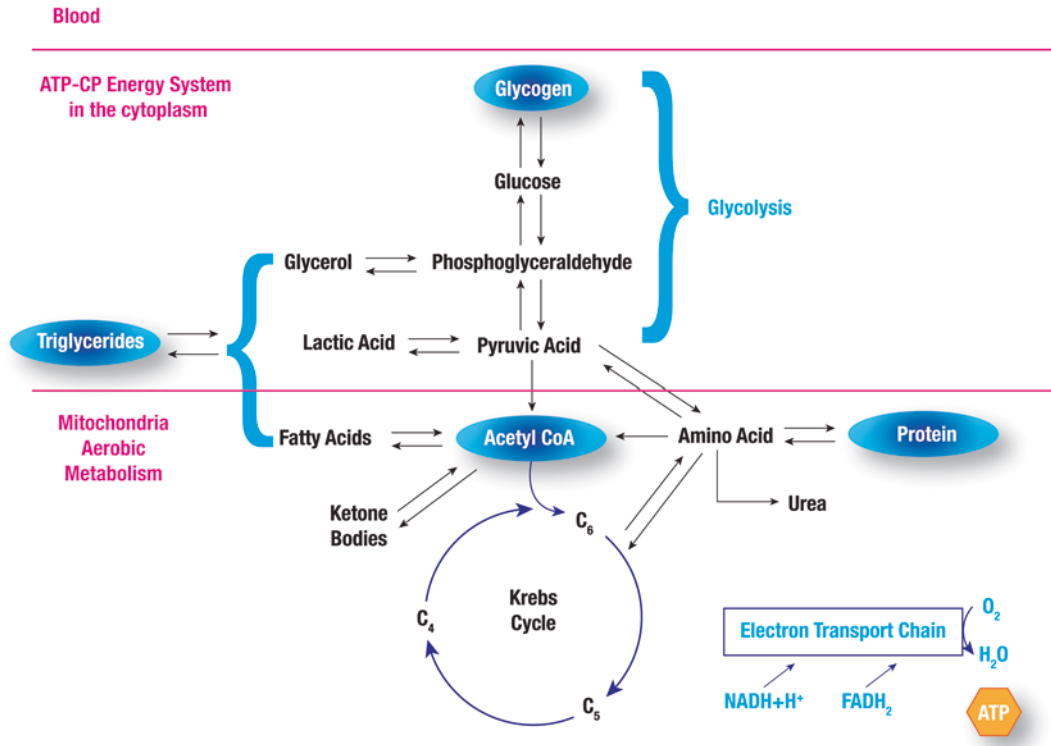 Blood
ATP-CP Energy System
in the cytoplasm
Glycogen
Glucose
Glycolysis
Glycerol
Phosphoglyceraldehyde
Triglycerides
Lactic Acid
Pyruvic Acid
Mitochondria
Aerobic
Metabolism
Fatty Acids
Acetyl CoA
Amino Acid
Protein
Ketone
Bodies
Urea
C₆
Krebs
Cycle
C₄
C₅
Electron Transport Chain
O₂
H₂O
NADH+H⁺
FADH₂
ATP